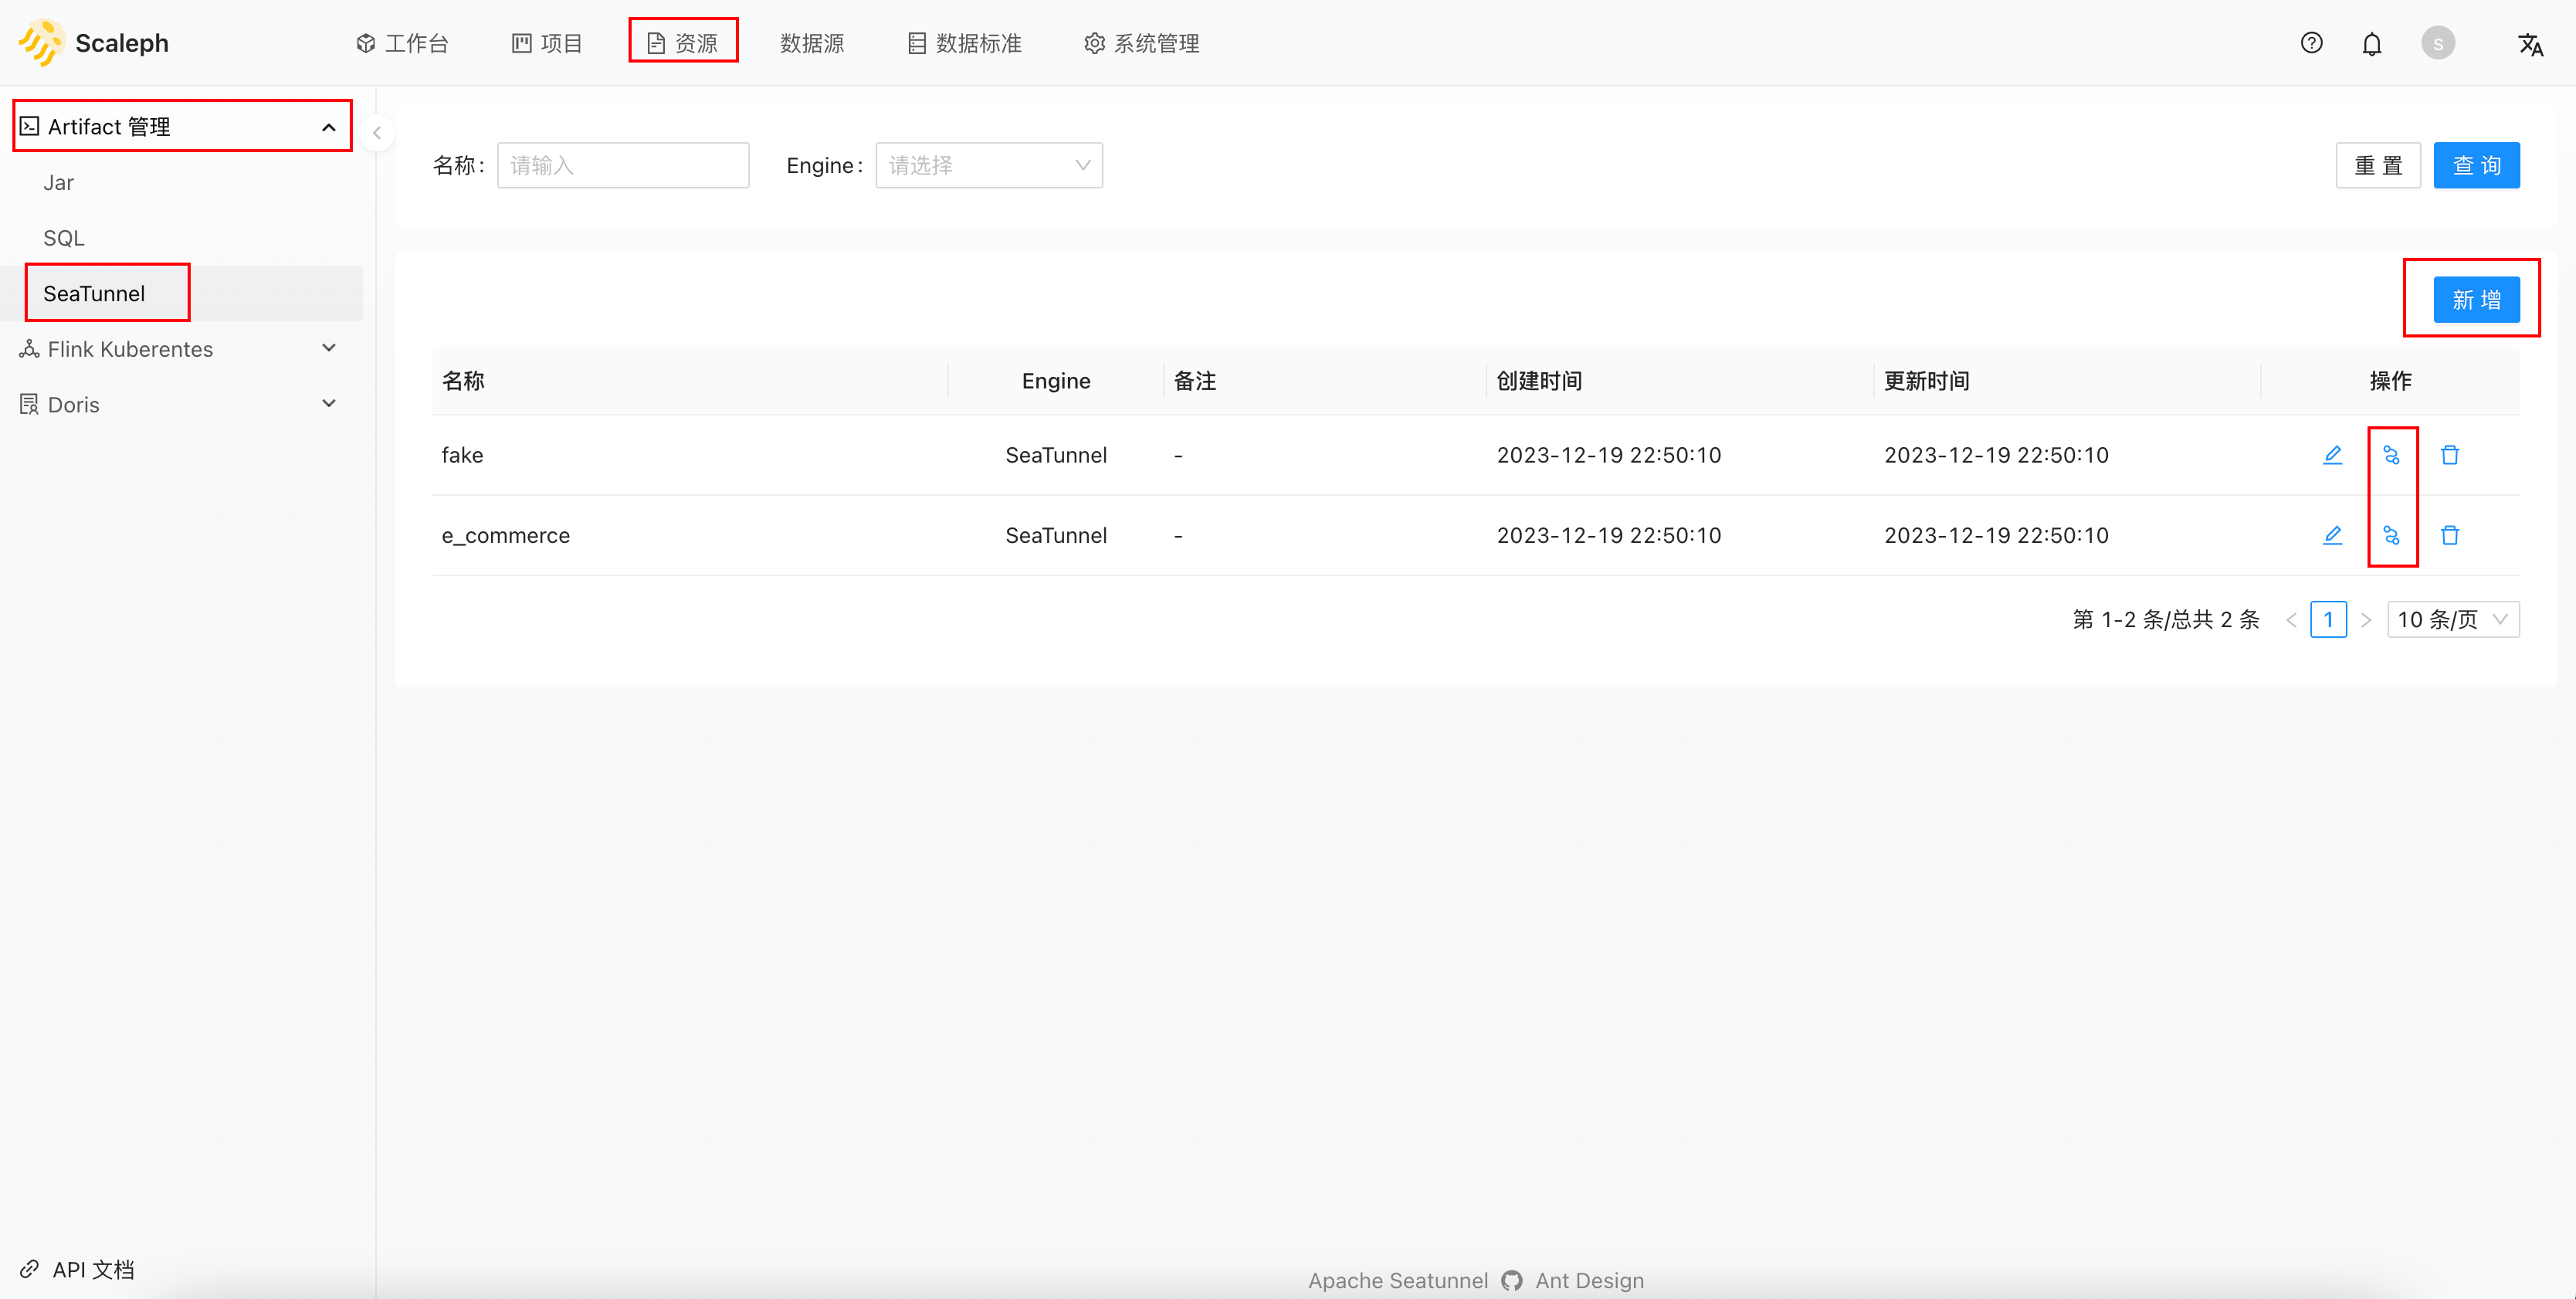 Scaleph 工作台 项目 资源 数据源 数据标准 系统管理 S
Artifact 管理
Jar
SQL
SeaTunnel
Flink Kuberentes
Doris
API 文档
名称: 请输入 Engine: 请选择 重 置 查 询
新 增
名称 Engine 备注 创建时间 更新时间 操作
fake SeaTunnel - 2023-12-19 22:50:10 2023-12-19 22:50:10
e_commerce SeaTunnel - 2023-12-19 22:50:10 2023-12-19 22:50:10
第 1-2 条/总共 2 条 < 1 > 10 条/页
Apache Seatunnel Ant Design